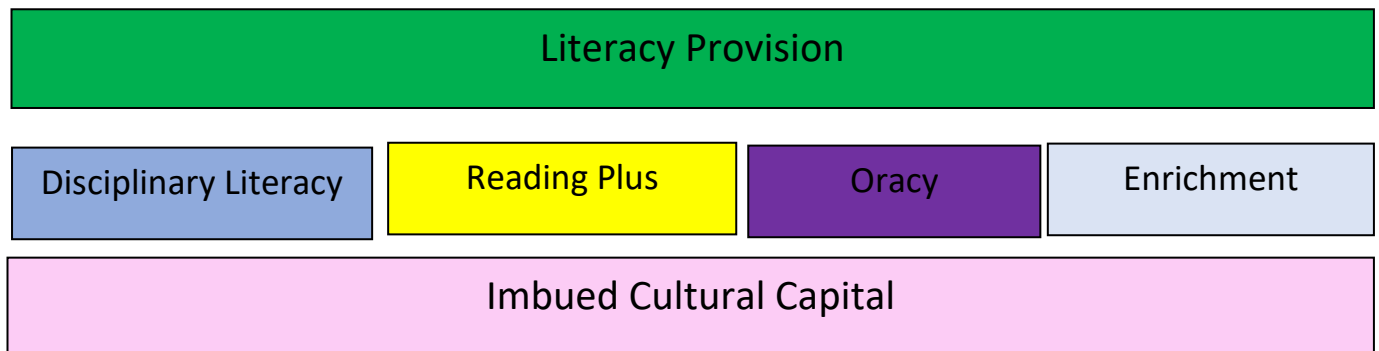 Literacy Provision
Disciplinary Literacy
Reading Plus
Oracy
Enrichment
Imbued Cultural Capital